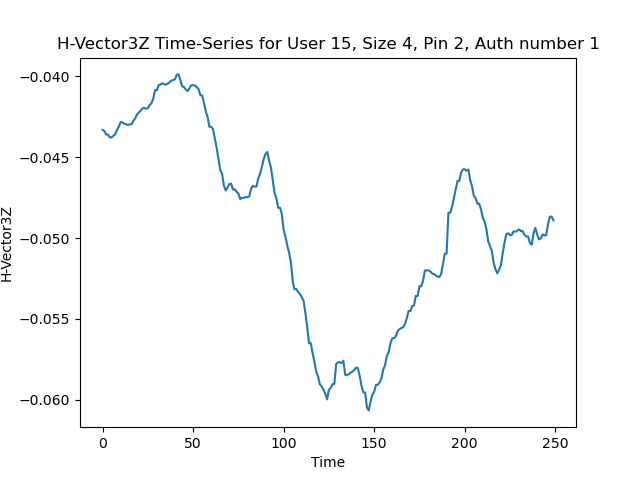 H-Vector3Z Time-Series for User 15, Size 4, Pin 2, Auth number 1
−0.040
−0.045
−0.050
−0.055
−0.060
H-Vector3Z
0 50 100 150 200 250
Time